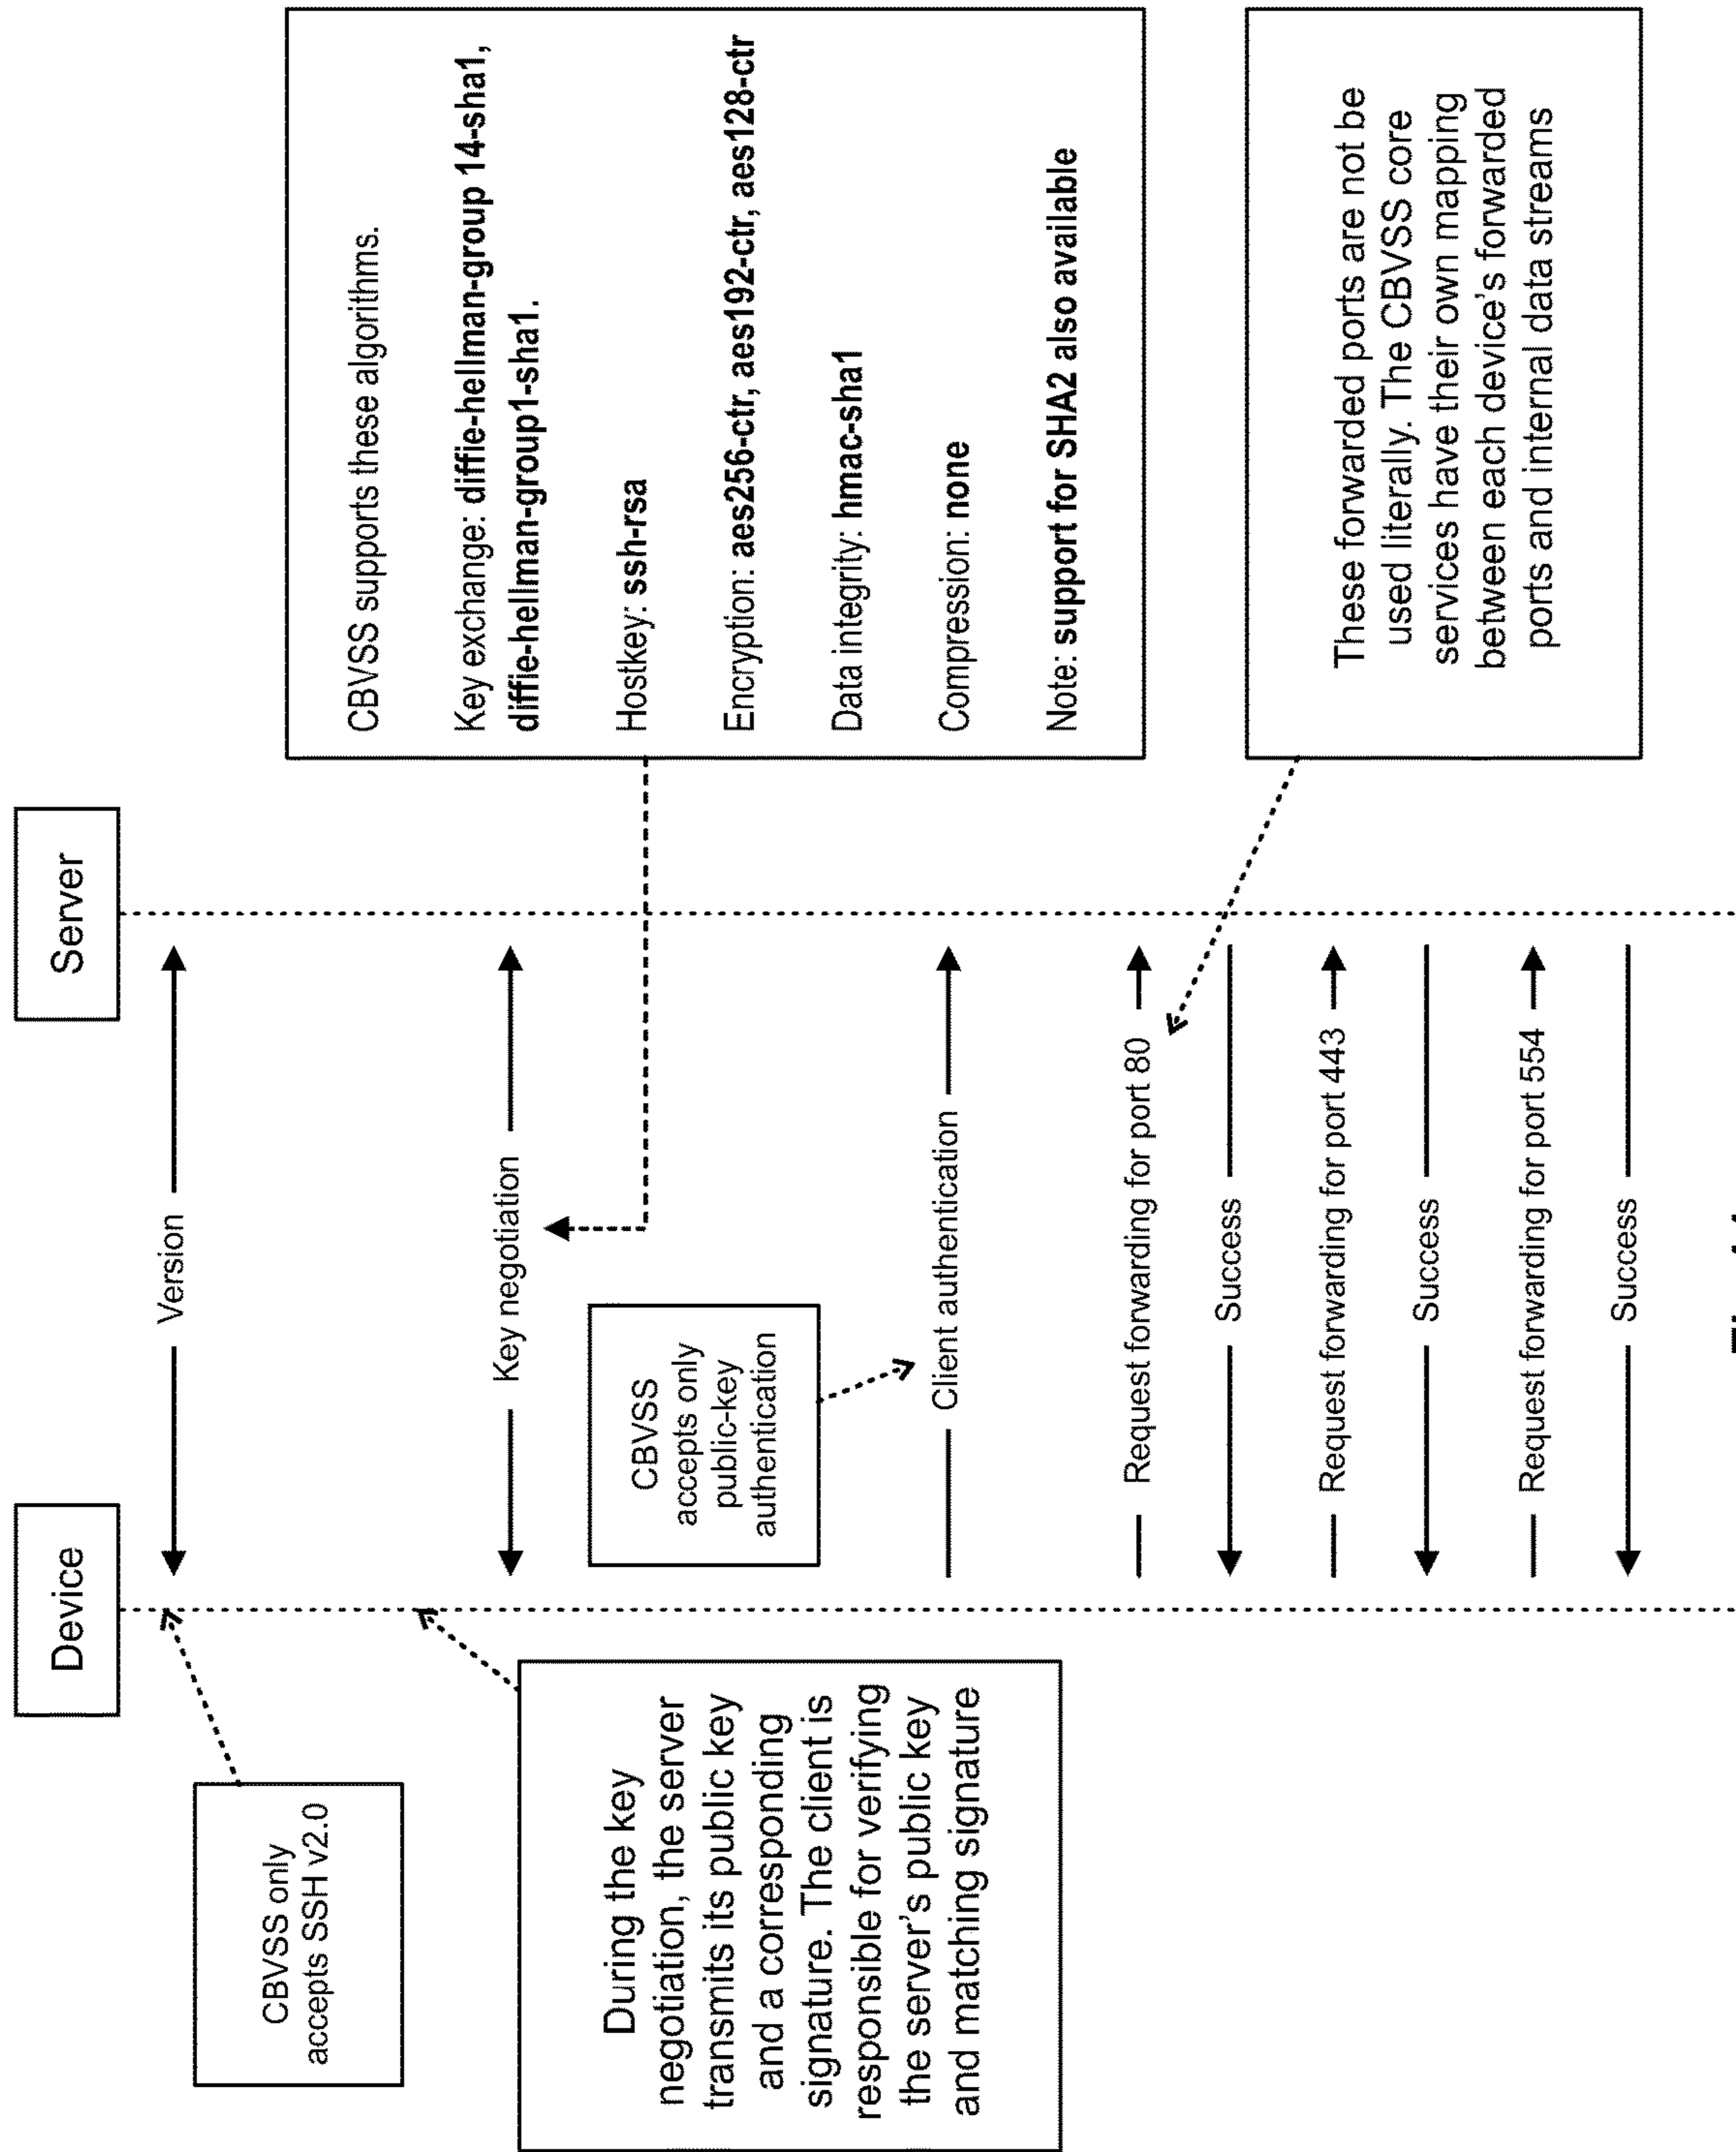 Device
Server
CBVSS only
accepts SSH v2.0
Version
During the key
negotiation, the server
transmits its public key
and a corresponding
signature. The client is
responsible for verifying
the server's public key
and matching signature
Key negotiation
CBVSS supports these algorithms.
Key exchange: diffie-hellman-group 14-sha1,
diffie-hellman-group1-sha1.
Hostkey: ssh-rsa
Encryption: aes256-ctr, aes192-ctr, aes128-ctr
Data integrity: hmac-sha1
Compression: none
Note: support for SHA2 also available
CBVSS
accepts only
public-key
authentication
Client authentication
Request forwarding for port 80
Success
These forwarded ports are not be
used literally. The CBVSS core
services have their own mapping
between each device's forwarded
ports and internal data streams
Request forwarding for port 443
Success
Request forwarding for port 554
Success